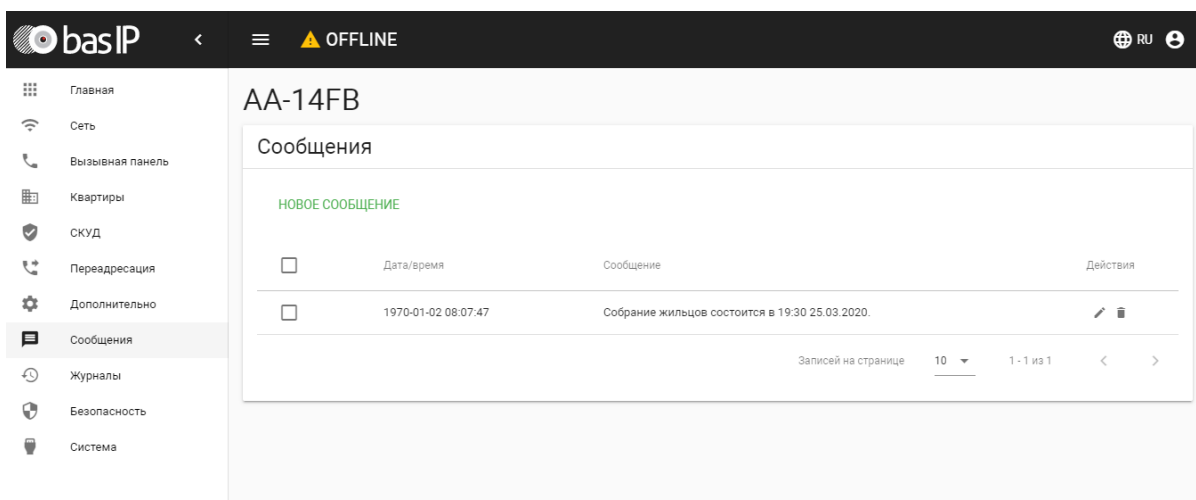 bas IP
OFFLINE
RU
Главная
Сеть
Вызывная панель
Квартиры
СКУД
Переадресация
Дополнительно
Сообщения
Журналы
Безопасность
Система
AA-14FB
Сообщения
НОВОЕ СООБЩЕНИЕ
Дата/время Сообщение Действия
1970-01-02 08:07:47 Собрание жильцов состоится в 19:30 25.03.2020.
Записей на странице 10 1 - 1 из 1